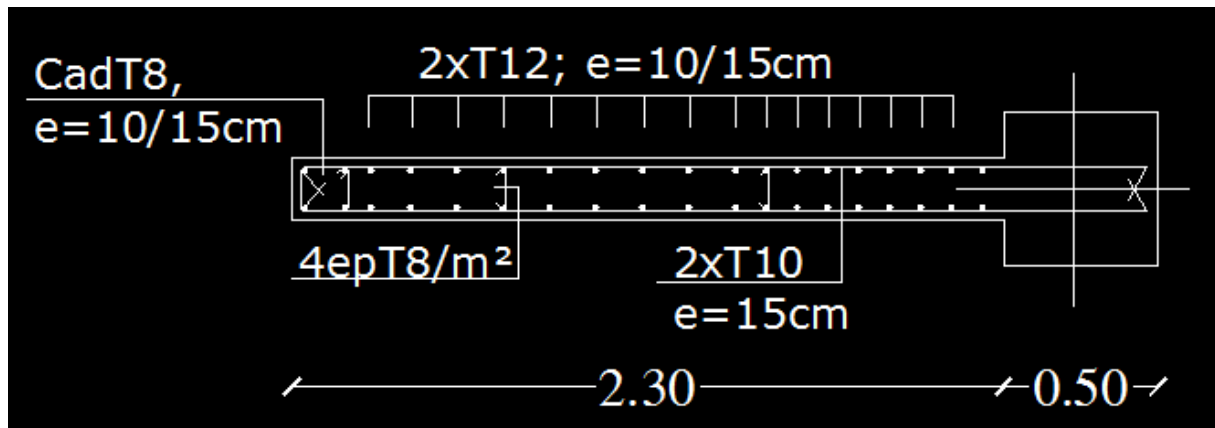 CadT8,
e=10/15cm
2xT12; e=10/15cm
4epT8/m²
2xT10
e=15cm
2.30
0.50